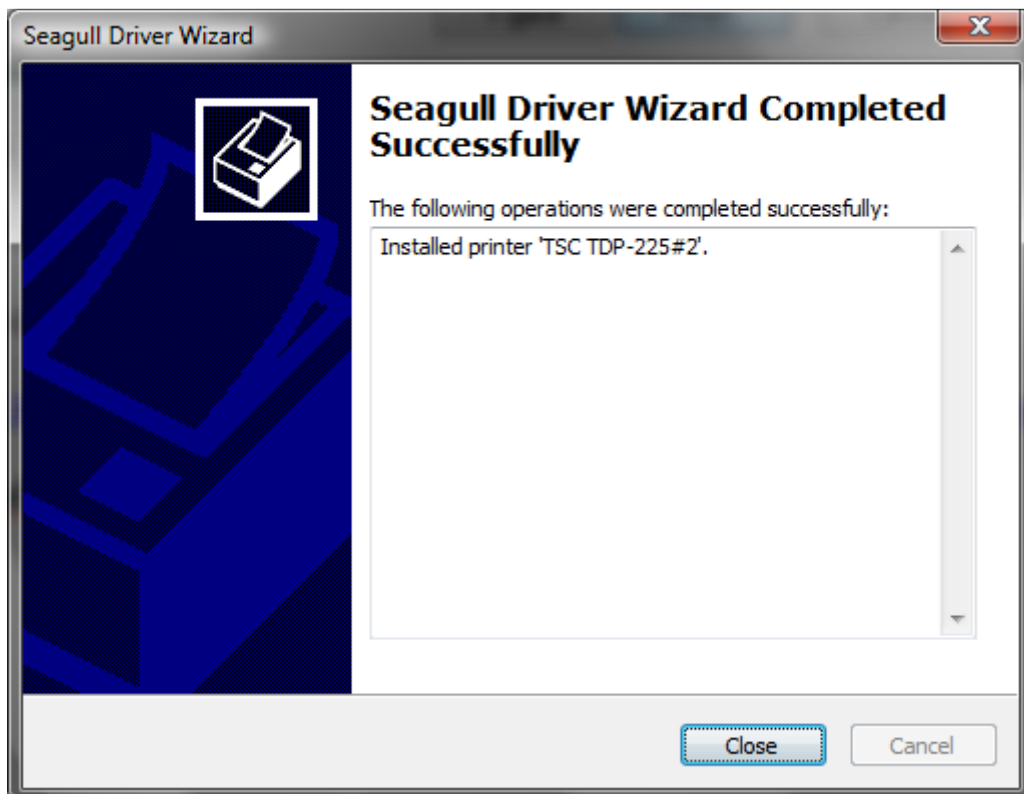 Seagull Driver Wizard
Seagull Driver Wizard Completed
Successfully
The following operations were completed successfully:
Installed printer 'TSC TDP-225#2'.
Close
Cancel